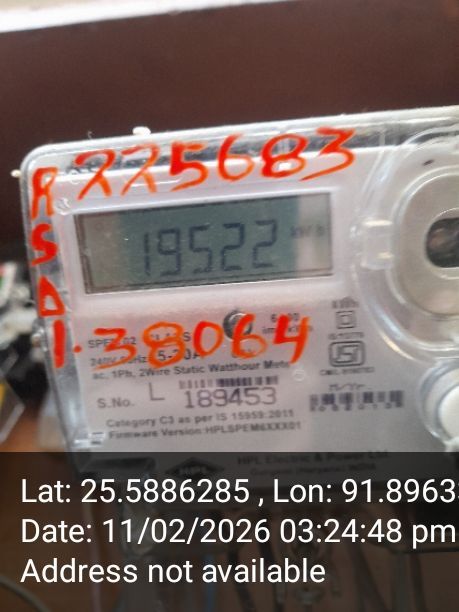 225683
R
S
D
1.38064
19522
kWh
240V
5-30A
ac, 1Ph, 2Wire Static Watthour Meter
S.No. L 189453
Category C3 as per IS 15959:2011
Firmware Version:HPLSPEM6XXX01
HPL
HPL Electric & Power Ltd
Lat: 25.5886285 , Lon: 91.8963
Date: 11/02/2026 03:24:48 pm
Address not available